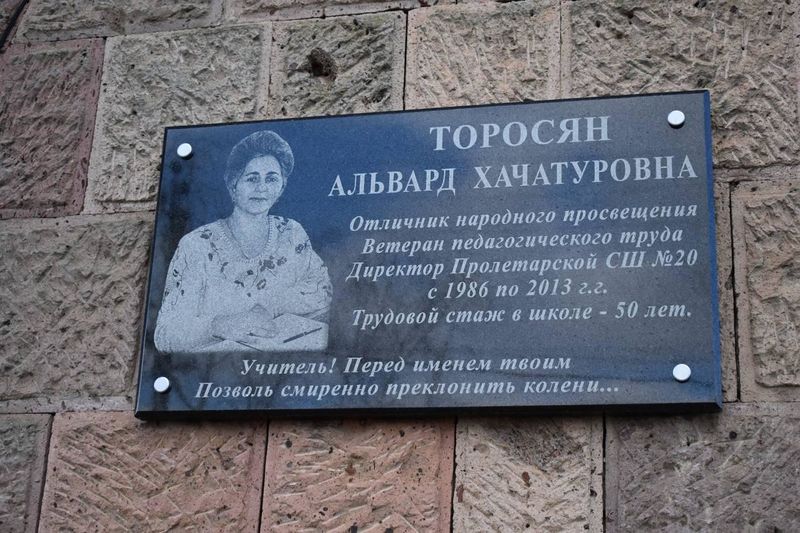 ТОРОСЯН
АЛЬВАРД ХАЧАТУРОВНА
Отличник народного просвещения
Ветеран педагогического труда
Директор Пролетарской СШ №20
с 1986 по 2013 г.г.
Трудовой стаж в школе - 50 лет.
Учитель! Перед именем твоим
Позволь смиренно преклонить колени...